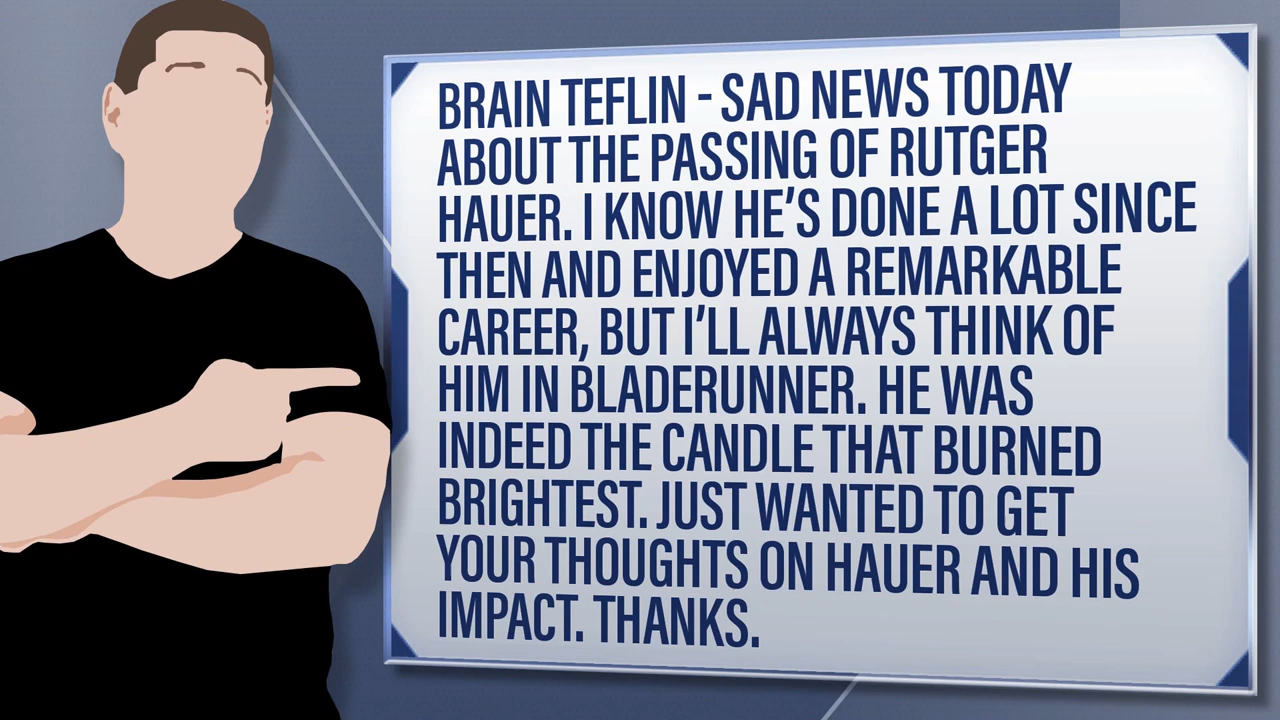 BRAIN TEFLIN - SAD NEWS TODAY
ABOUT THE PASSING OF RUTGER
HAUER. I KNOW HE'S DONE A LOT SINCE
THEN AND ENJOYED A REMARKABLE
CAREER, BUT I'LL ALWAYS THINK OF
HIM IN BLADERUNNER. HE WAS
INDEED THE CANDLE THAT BURNED
BRIGHTEST. JUST WANTED TO GET
YOUR THOUGHTS ON HAUER AND HIS
IMPACT. THANKS.